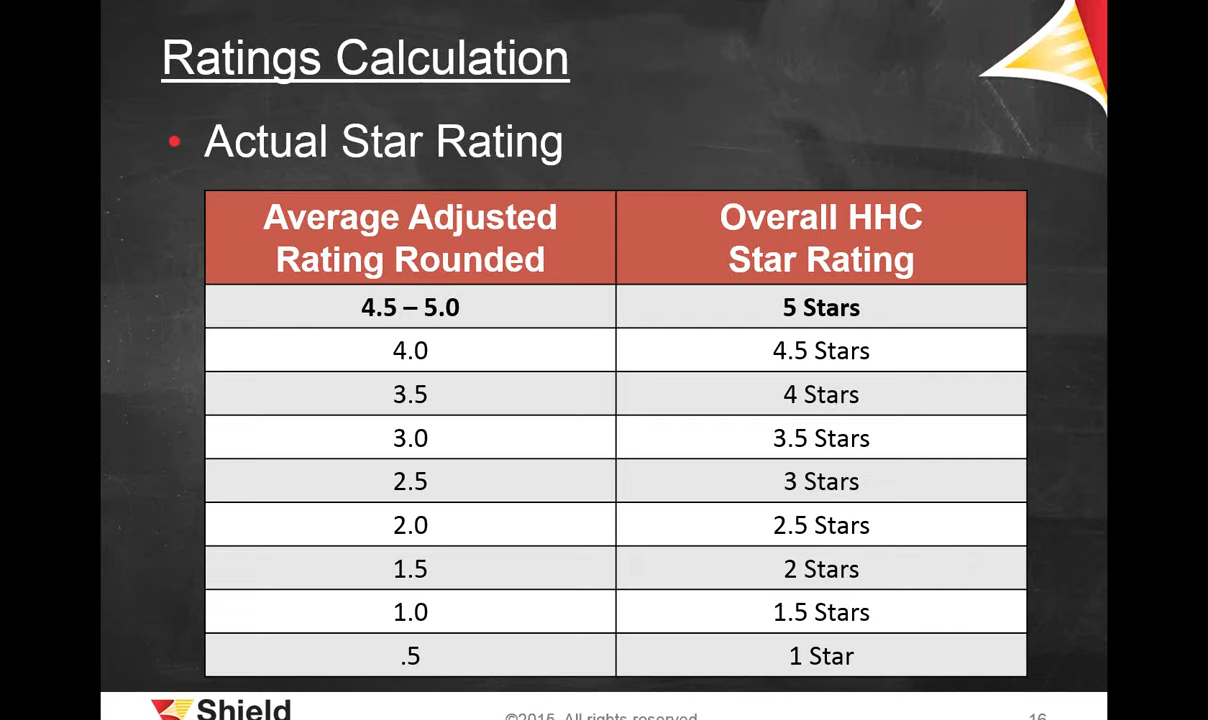 Ratings Calculation
• Actual Star Rating
Average Adjusted Rating Rounded Overall HHC Star Rating
4.5 – 5.0 5 Stars
4.0 4.5 Stars
3.5 4 Stars
3.0 3.5 Stars
2.5 3 Stars
2.0 2.5 Stars
1.5 2 Stars
1.0 1.5 Stars
.5 1 Star
Shield ©2015, All rights reserved 16